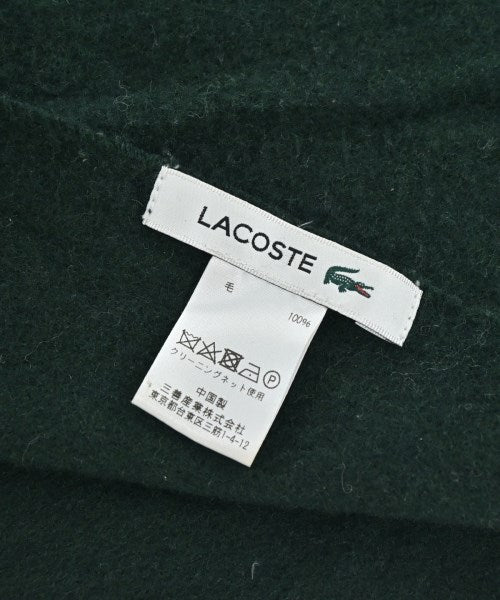 LACOSTE
毛
100%
P
クリーニングネット使用
中国製
三善産業株式会社
東京都台東区三筋1-4-12